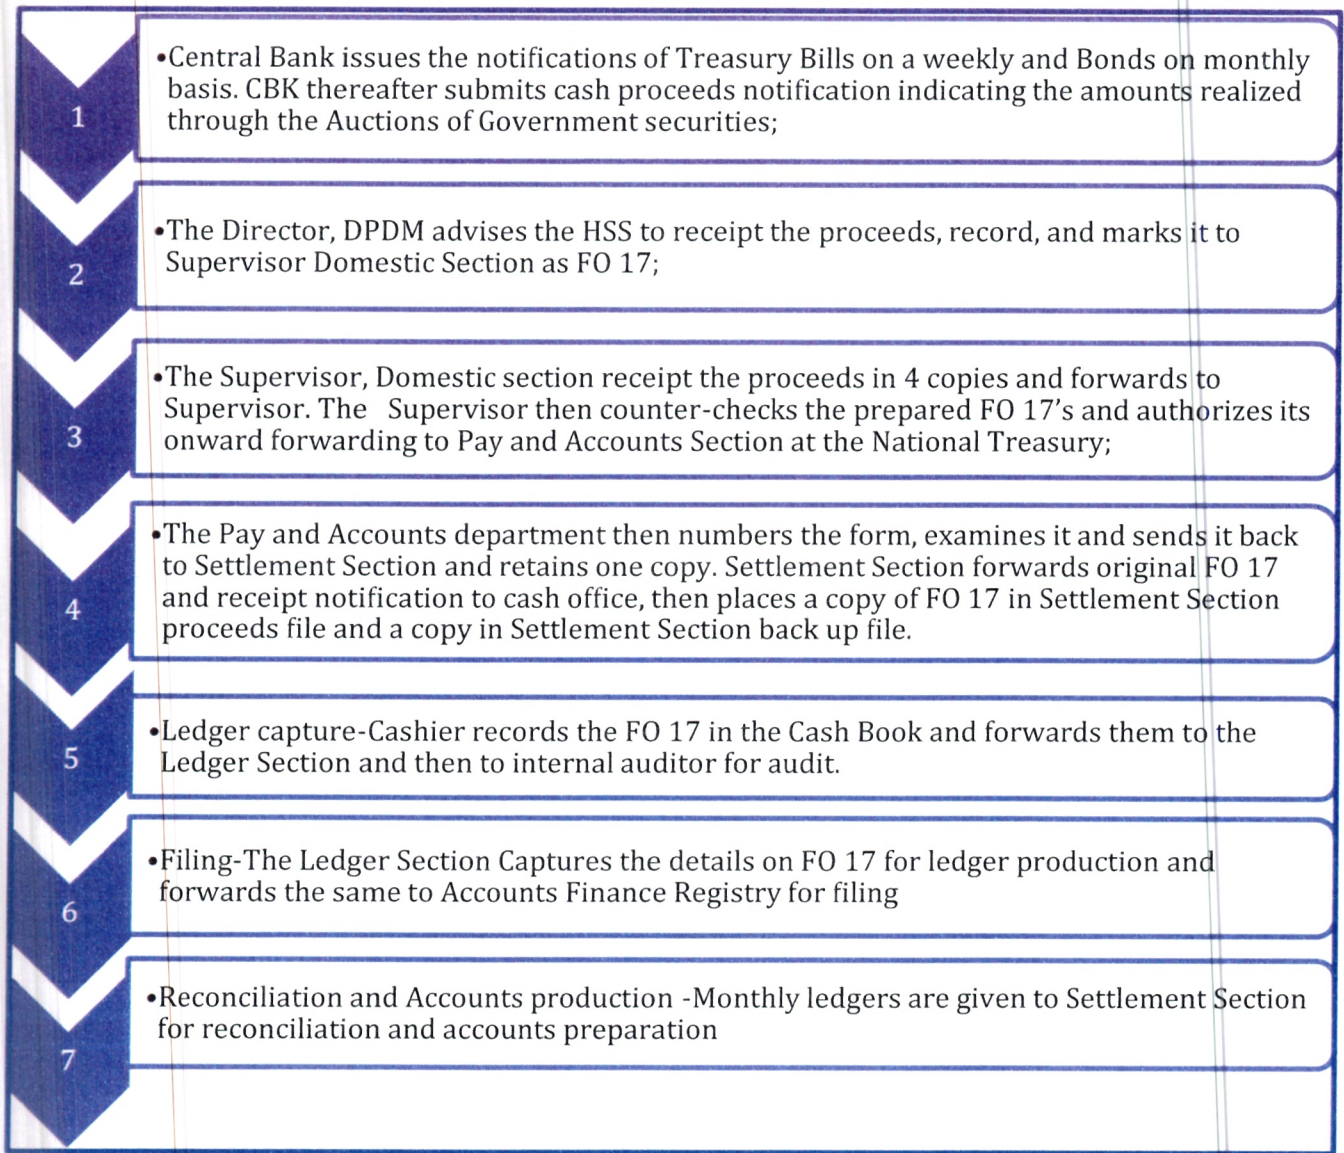 1
•Central Bank issues the notifications of Treasury Bills on a weekly and Bonds on monthly
basis. CBK thereafter submits cash proceeds notification indicating the amounts realized
through the Auctions of Government securities;
2
•The Director, DPDM advises the HSS to receipt the proceeds, record, and marks it to
Supervisor Domestic Section as FO 17;
3
•The Supervisor, Domestic section receipt the proceeds in 4 copies and forwards to
Supervisor. The Supervisor then counter-checks the prepared FO 17's and authorizes its
onward forwarding to Pay and Accounts Section at the National Treasury;
4
•The Pay and Accounts department then numbers the form, examines it and sends it back
to Settlement Section and retains one copy. Settlement Section forwards original FO 17
and receipt notification to cash office, then places a copy of FO 17 in Settlement Section
proceeds file and a copy in Settlement Section back up file.
5
•Ledger capture-Cashier records the FO 17 in the Cash Book and forwards them to the
Ledger Section and then to internal auditor for audit.
6
•Filing-The Ledger Section Captures the details on FO 17 for ledger production and
forwards the same to Accounts Finance Registry for filing
7
•Reconciliation and Accounts production -Monthly ledgers are given to Settlement Section
for reconciliation and accounts preparation